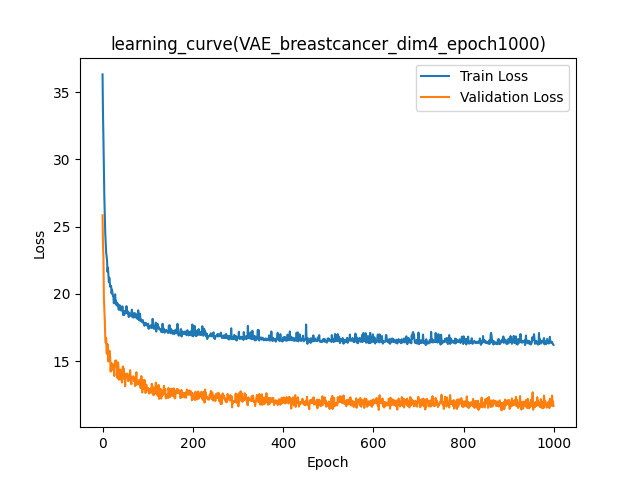 learning_curve(VAE_breastcancer_dim4_epoch1000)
Train Loss
Validation Loss
35
30
25
20
15
Loss
0 200 400 600 800 1000
Epoch